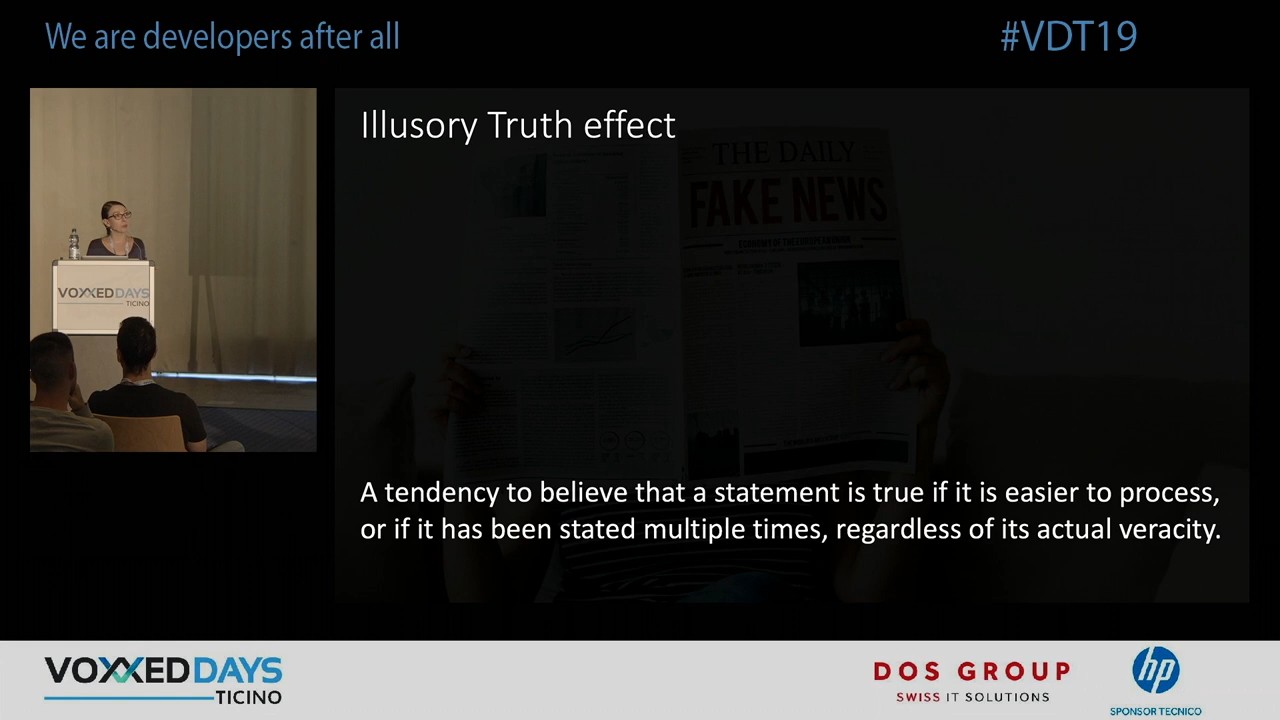 We are developers after all
#VDT19
Illusory Truth effect
THE DAILY
FAKE NEWS
VOXXEDDAYS
TICINO
A tendency to believe that a statement is true if it is easier to process,
or if it has been stated multiple times, regardless of its actual veracity.
VOXXEDDAYS
TICINO
DOS GROUP
SWISS IT SOLUTIONS
hp
SPONSOR TECNICO